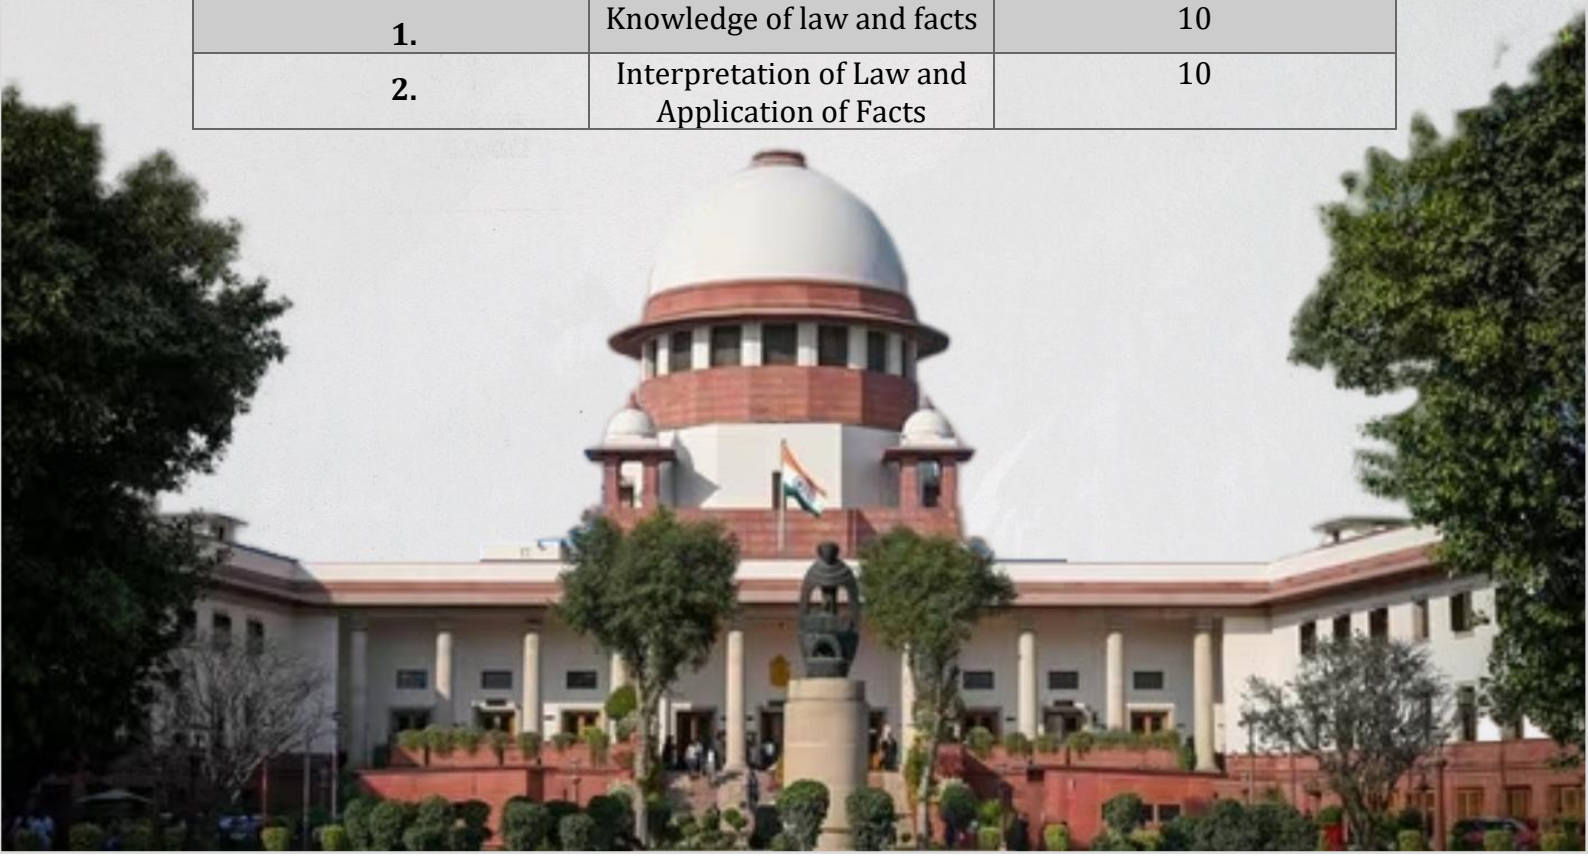 1. Knowledge of law and facts 10
2. Interpretation of Law and 10
Application of Facts